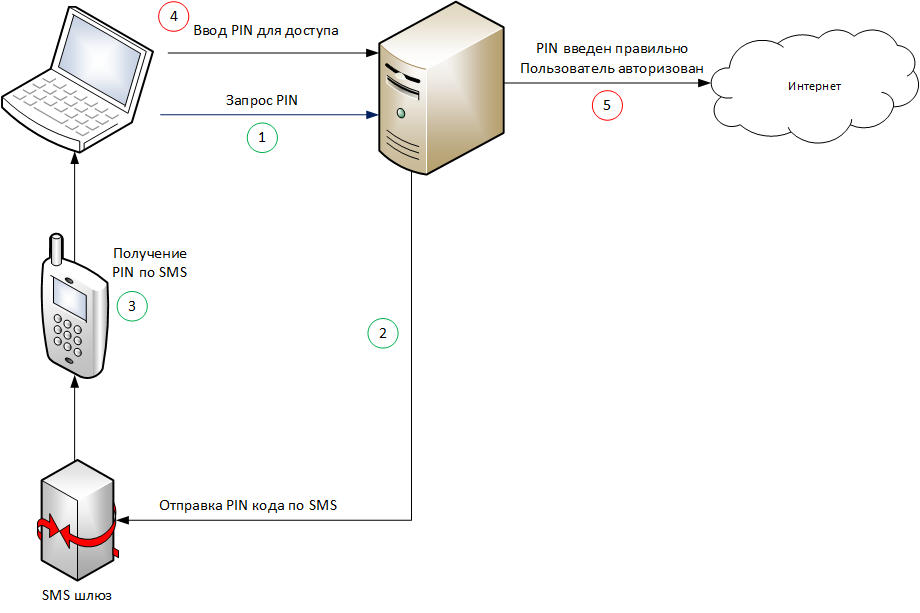 4
Ввод PIN для доступа
PIN введен правильно
Пользователь авторизован
Интернет
Запрос PIN
5
1
Получение
PIN по SMS
3
2
Отправка PIN кода по SMS
SMS шлюз